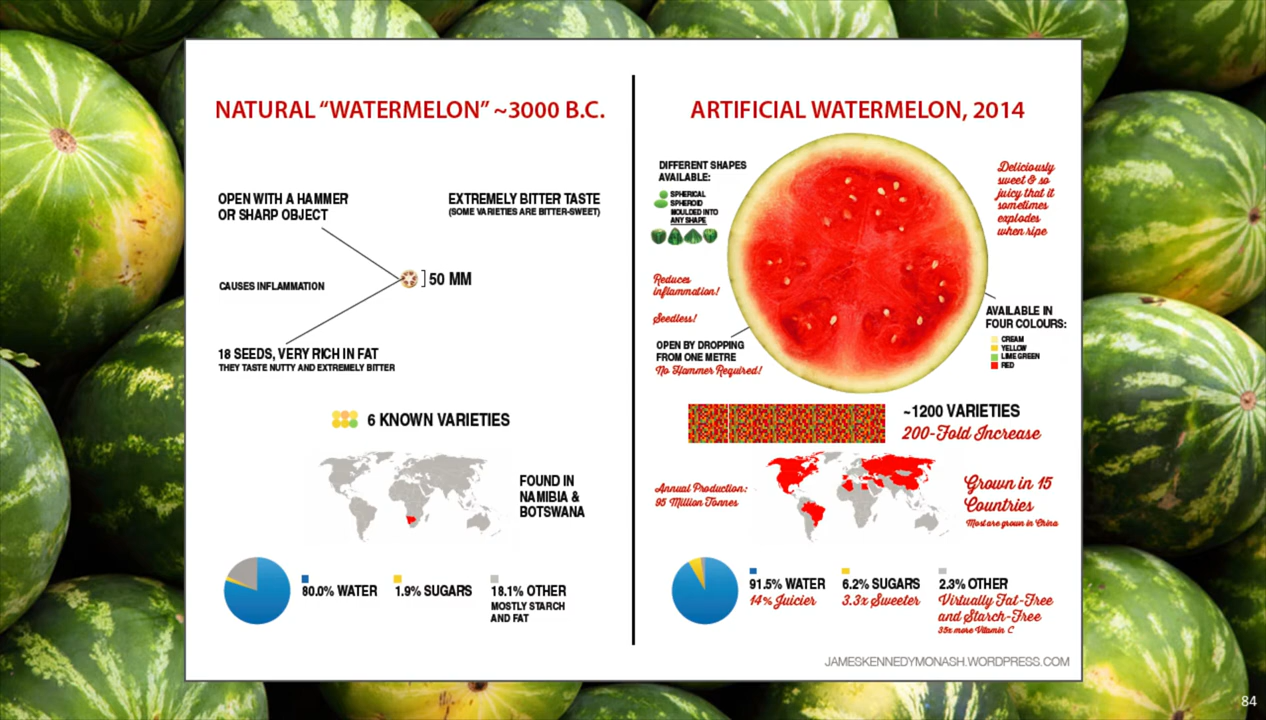 NATURAL “WATERMELON” ~3000 B.C.
OPEN WITH A HAMMER
OR SHARP OBJECT
EXTREMELY BITTER TASTE
(SOME VARIETIES ARE BITTER-SWEET)
CAUSES INFLAMMATION
50 MM
18 SEEDS, VERY RICH IN FAT
THEY TASTE NUTTY AND EXTREMELY BITTER
6 KNOWN VARIETIES
FOUND IN
NAMIBIA &
BOTSWANA
80.0% WATER
1.9% SUGARS
18.1% OTHER
MOSTLY STARCH
AND FAT
ARTIFICIAL WATERMELON, 2014
DIFFERENT SHAPES
AVAILABLE:
SPHERICAL
SPHEROID
MOULDED INTO
ANY SHAPE
Deliciously
sweet & so
juicy that it
sometimes
explodes
when ripe
Reduces
inflammation!
Seedless!
OPEN BY DROPPING
FROM ONE METRE
No Hammer Required!
AVAILABLE IN
FOUR COLOURS:
CREAM
YELLOW
LIME GREEN
RED
~1200 VARIETIES
200-Fold Increase
Annual Production:
95 Million Tonnes
Grown in 15
Countries
Most are grown in China
91.5% WATER
14% Juicier
6.2% SUGARS
3.3x Sweeter
2.3% OTHER
Virtually Fat-Free
and Starch-Free
35x more Vitamin C
JAMESKENNEDYMONASH.WORDPRESS.COM
84